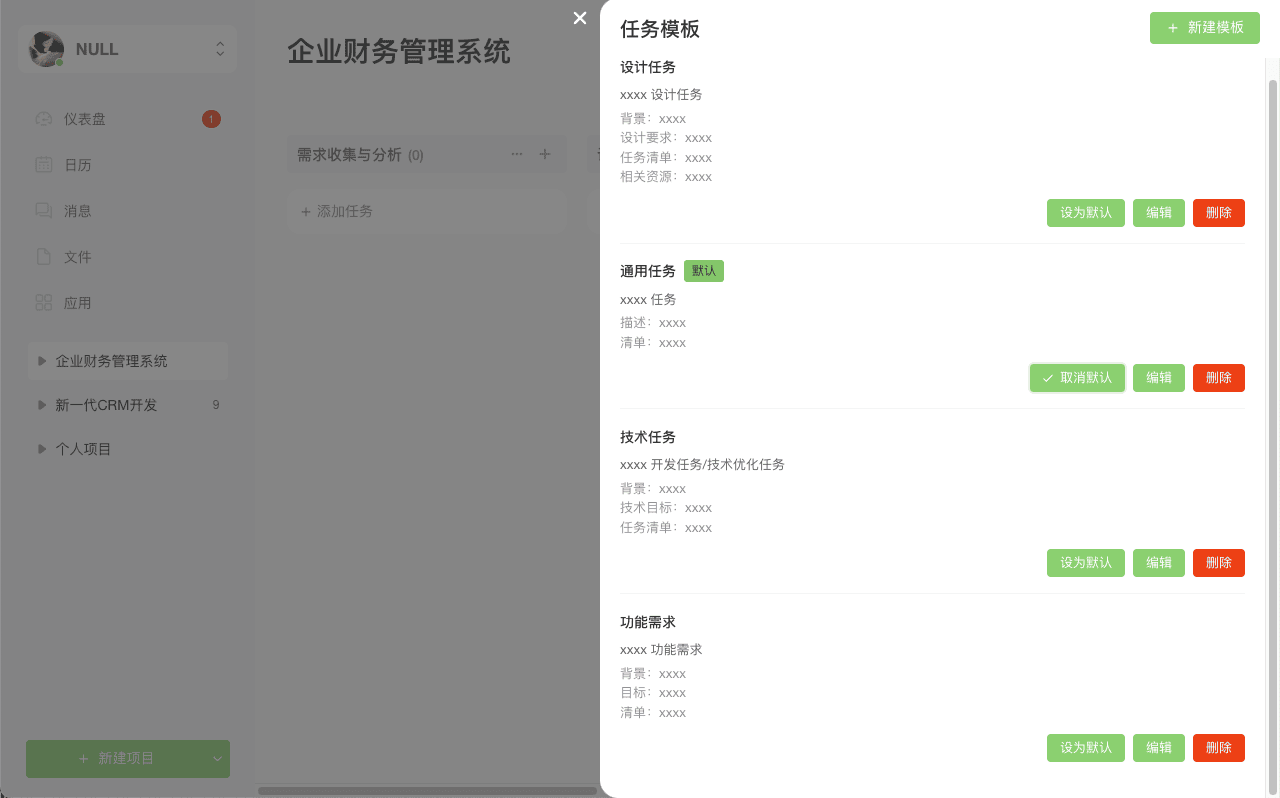 NULL
仪表盘
1
日历
消息
文件
应用
企业财务管理系统
新一代CRM开发
9
个人项目
+ 新建项目
企业财务管理系统
需求收集与分析 (0)
+ 添加任务
任务模板
+ 新建模板
设计任务
xxxx 设计任务
背景：xxxx
设计要求：xxxx
任务清单：xxxx
相关资源：xxxx
设为默认 编辑 删除
通用任务 默认
xxxx 任务
描述：xxxx
清单：xxxx
取消默认 编辑 删除
技术任务
xxxx 开发任务/技术优化任务
背景：xxxx
技术目标：xxxx
任务清单：xxxx
设为默认 编辑 删除
功能需求
xxxx 功能需求
背景：xxxx
目标：xxxx
清单：xxxx
设为默认 编辑 删除